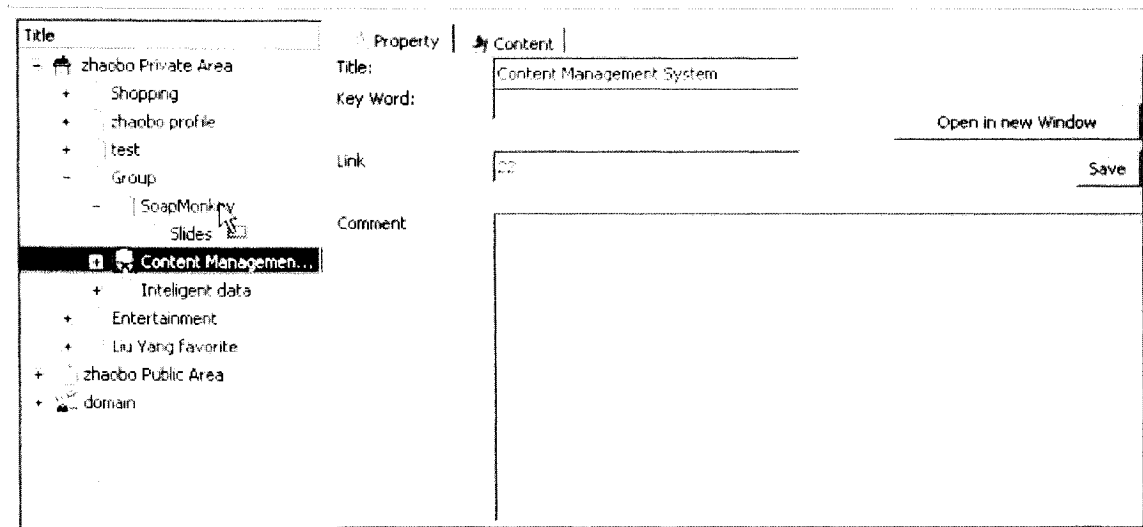 Title
zhaobo Private Area
Shopping
zhaobo profile
test
Group
SoapMonkey
Slides
Content Managemen...
Inteligent data
Entertainment
Liu Yang favorite
zhaobo Public Area
domain
Property
Content
Title:
Content Management System
Key Word:
Open in new Window
Link
22
Save
Comment